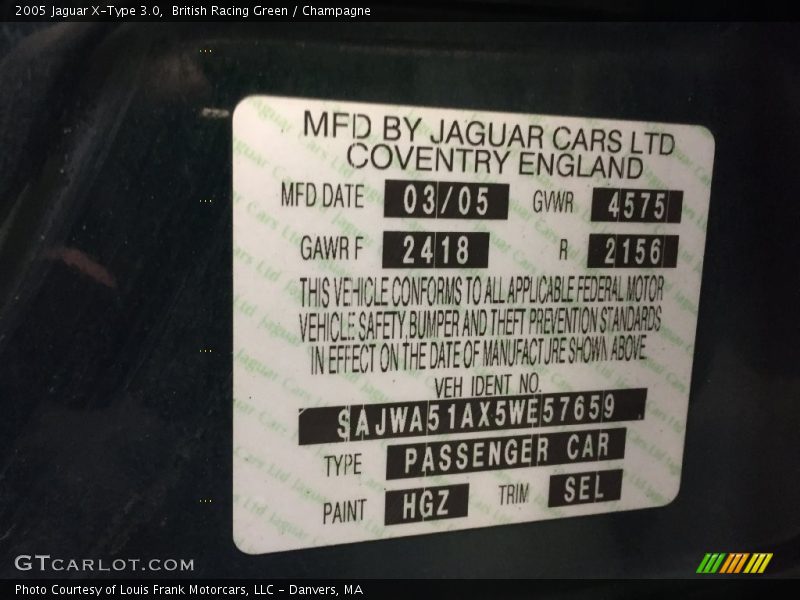 2005 Jaguar X-Type 3.0, British Racing Green / Champagne
MFD BY JAGUAR CARS LTD
COVENTRY ENGLAND
MFD DATE 03/05 GVWR 4575
GAWR F 2418 R 2156
THIS VEHICLE CONFORMS TO ALL APPLICABLE FEDERAL MOTOR
VEHICLE SAFETY, BUMPER AND THEFT PREVENTION STANDARDS
IN EFFECT ON THE DATE OF MANUFACTURE SHOWN ABOVE
VEH IDENT NO.
SAJWA51AX5WE57659
TYPE PASSENGER CAR
PAINT HGZ TRIM SEL
GTCARLOT.COM
Photo Courtesy of Louis Frank Motorcars, LLC - Danvers, MA